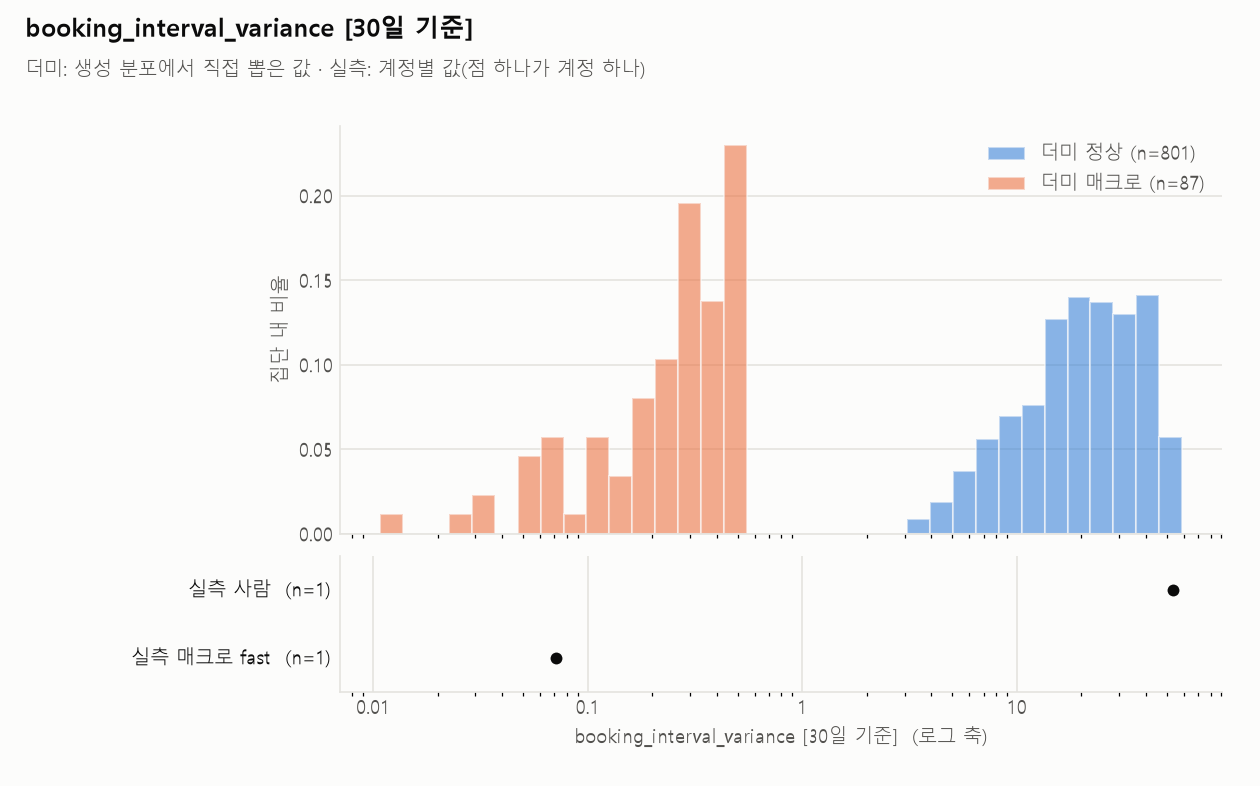 booking_interval_variance [30일 기준]
더미: 생성 분포에서 직접 뽑은 값 · 실측: 계정별 값(점 하나가 계정 하나)
더미 정상 (n=801)
더미 매크로 (n=87)
집단 내 비율
0.20
0.15
0.10
0.05
0.00
실측 사람 (n=1)
실측 매크로 fast (n=1)
0.01 0.1 1 10
booking_interval_variance [30일 기준] (로그 축)